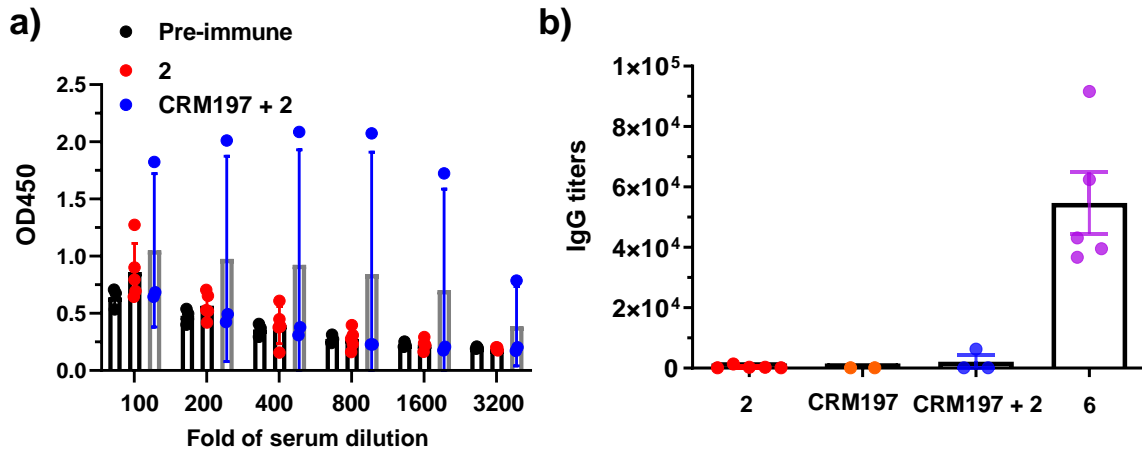 a)
Pre-immune
2
CRM197 + 2
2.5
2.0
1.5
1.0
0.5
0.0
OD450
100 200 400 800 1600 3200
Fold of serum dilution
b)
1×10⁵
8×10⁴
6×10⁴
4×10⁴
2×10⁴
0
IgG titers
2 CRM197 CRM197 + 2 6